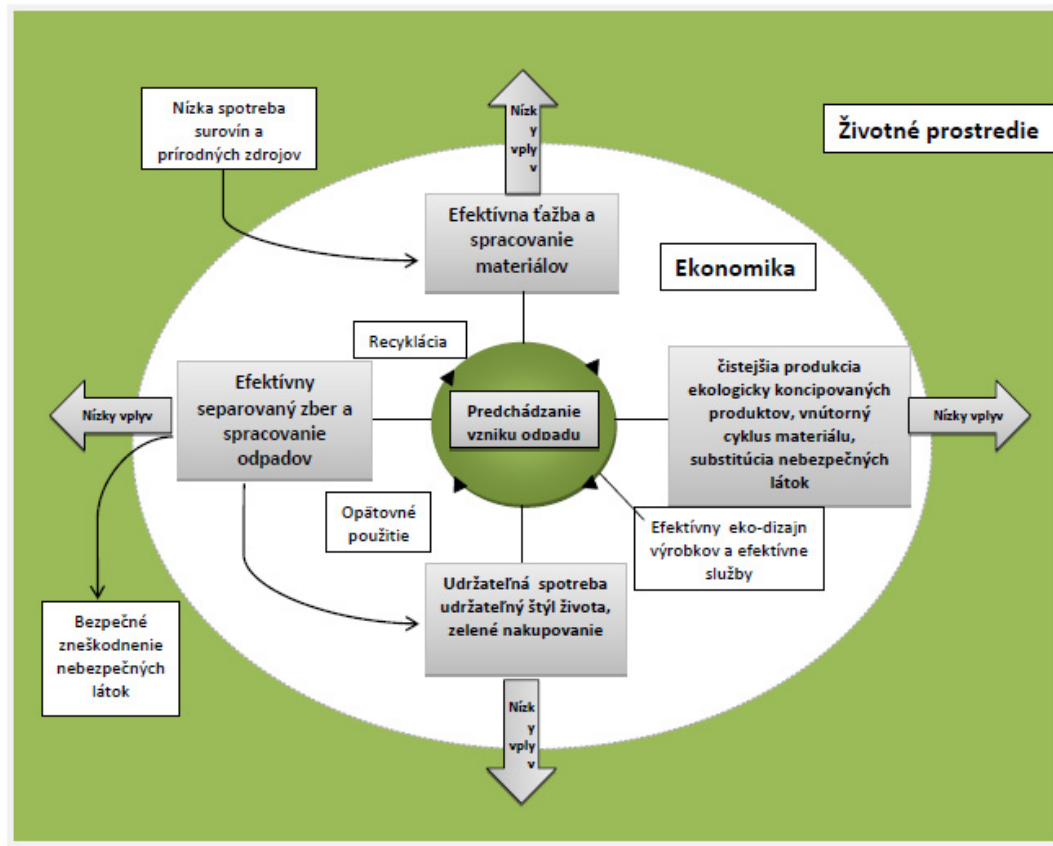 Nízka spotreba
surovín a
prírodných zdrojov
Nízk
y
vply
v
Životné prostredie
Efektívna ťažba a
spracovanie
materiálov
Ekonomika
Recyklácia
Efektívny
separovaný zber a
spracovanie
odpadov
Nízky vplyv
Predchádzanie
vzniku odpadu
čistejšia produkcia
ekologicky koncipovaných
produktov, vnútorný
cyklus materiálu,
substitúcia nebezpečných
látok
Nízky vplyv
Opätovné
použitie
Efektívny eko-dizajn
výrobkov a efektívne
služby
Udržateľná spotreba
udržateľný štýl života,
zelené nakupovanie
Bezpečné
zneškodnenie
nebezpečných
látok
Nízk
y
vply
v